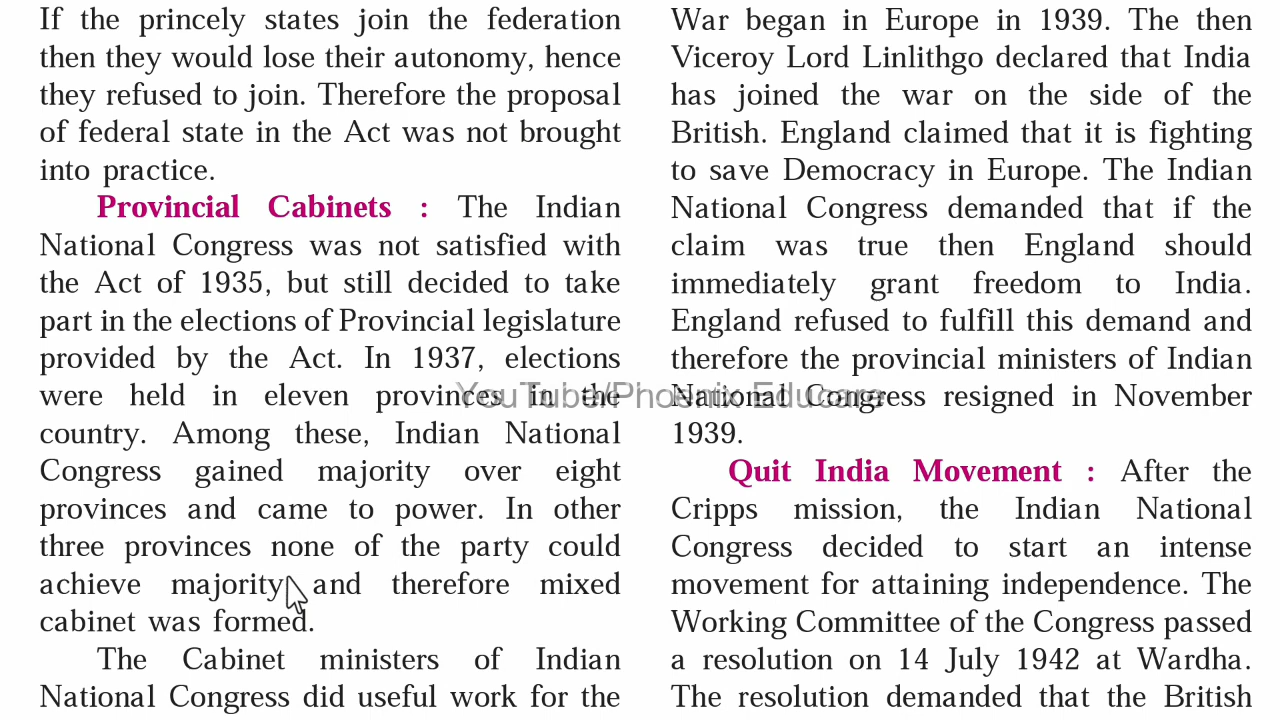 If the princely states join the federation
then they would lose their autonomy, hence
they refused to join. Therefore the proposal
of federal state in the Act was not brought
into practice.
Provincial Cabinets : The Indian
National Congress was not satisfied with
the Act of 1935, but still decided to take
part in the elections of Provincial legislature
provided by the Act. In 1937, elections
were held in eleven provinces in the
country. Among these, Indian National
Congress gained majority over eight
provinces and came to power. In other
three provinces none of the party could
achieve majority and therefore mixed
cabinet was formed.
The Cabinet ministers of Indian
National Congress did useful work for the
War began in Europe in 1939. The then
Viceroy Lord Linlithgo declared that India
has joined the war on the side of the
British. England claimed that it is fighting
to save Democracy in Europe. The Indian
National Congress demanded that if the
claim was true then England should
immediately grant freedom to India.
England refused to fulfill this demand and
therefore the provincial ministers of Indian
National Congress resigned in November
1939.
Quit India Movement : After the
Cripps mission, the Indian National
Congress decided to start an intense
movement for attaining independence. The
Working Committee of the Congress passed
a resolution on 14 July 1942 at Wardha.
The resolution demanded that the British
YouTube/Phoenix Educare